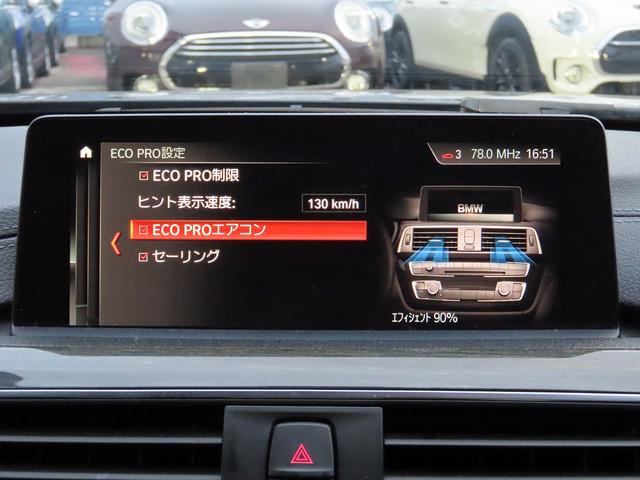 ECO PRO設定
3 78.0 MHz 16:51
ECO PRO制限
ヒント表示速度: 130 km/h
ECO PROエアコン
セーリング
BMW
エフィシェント 90%